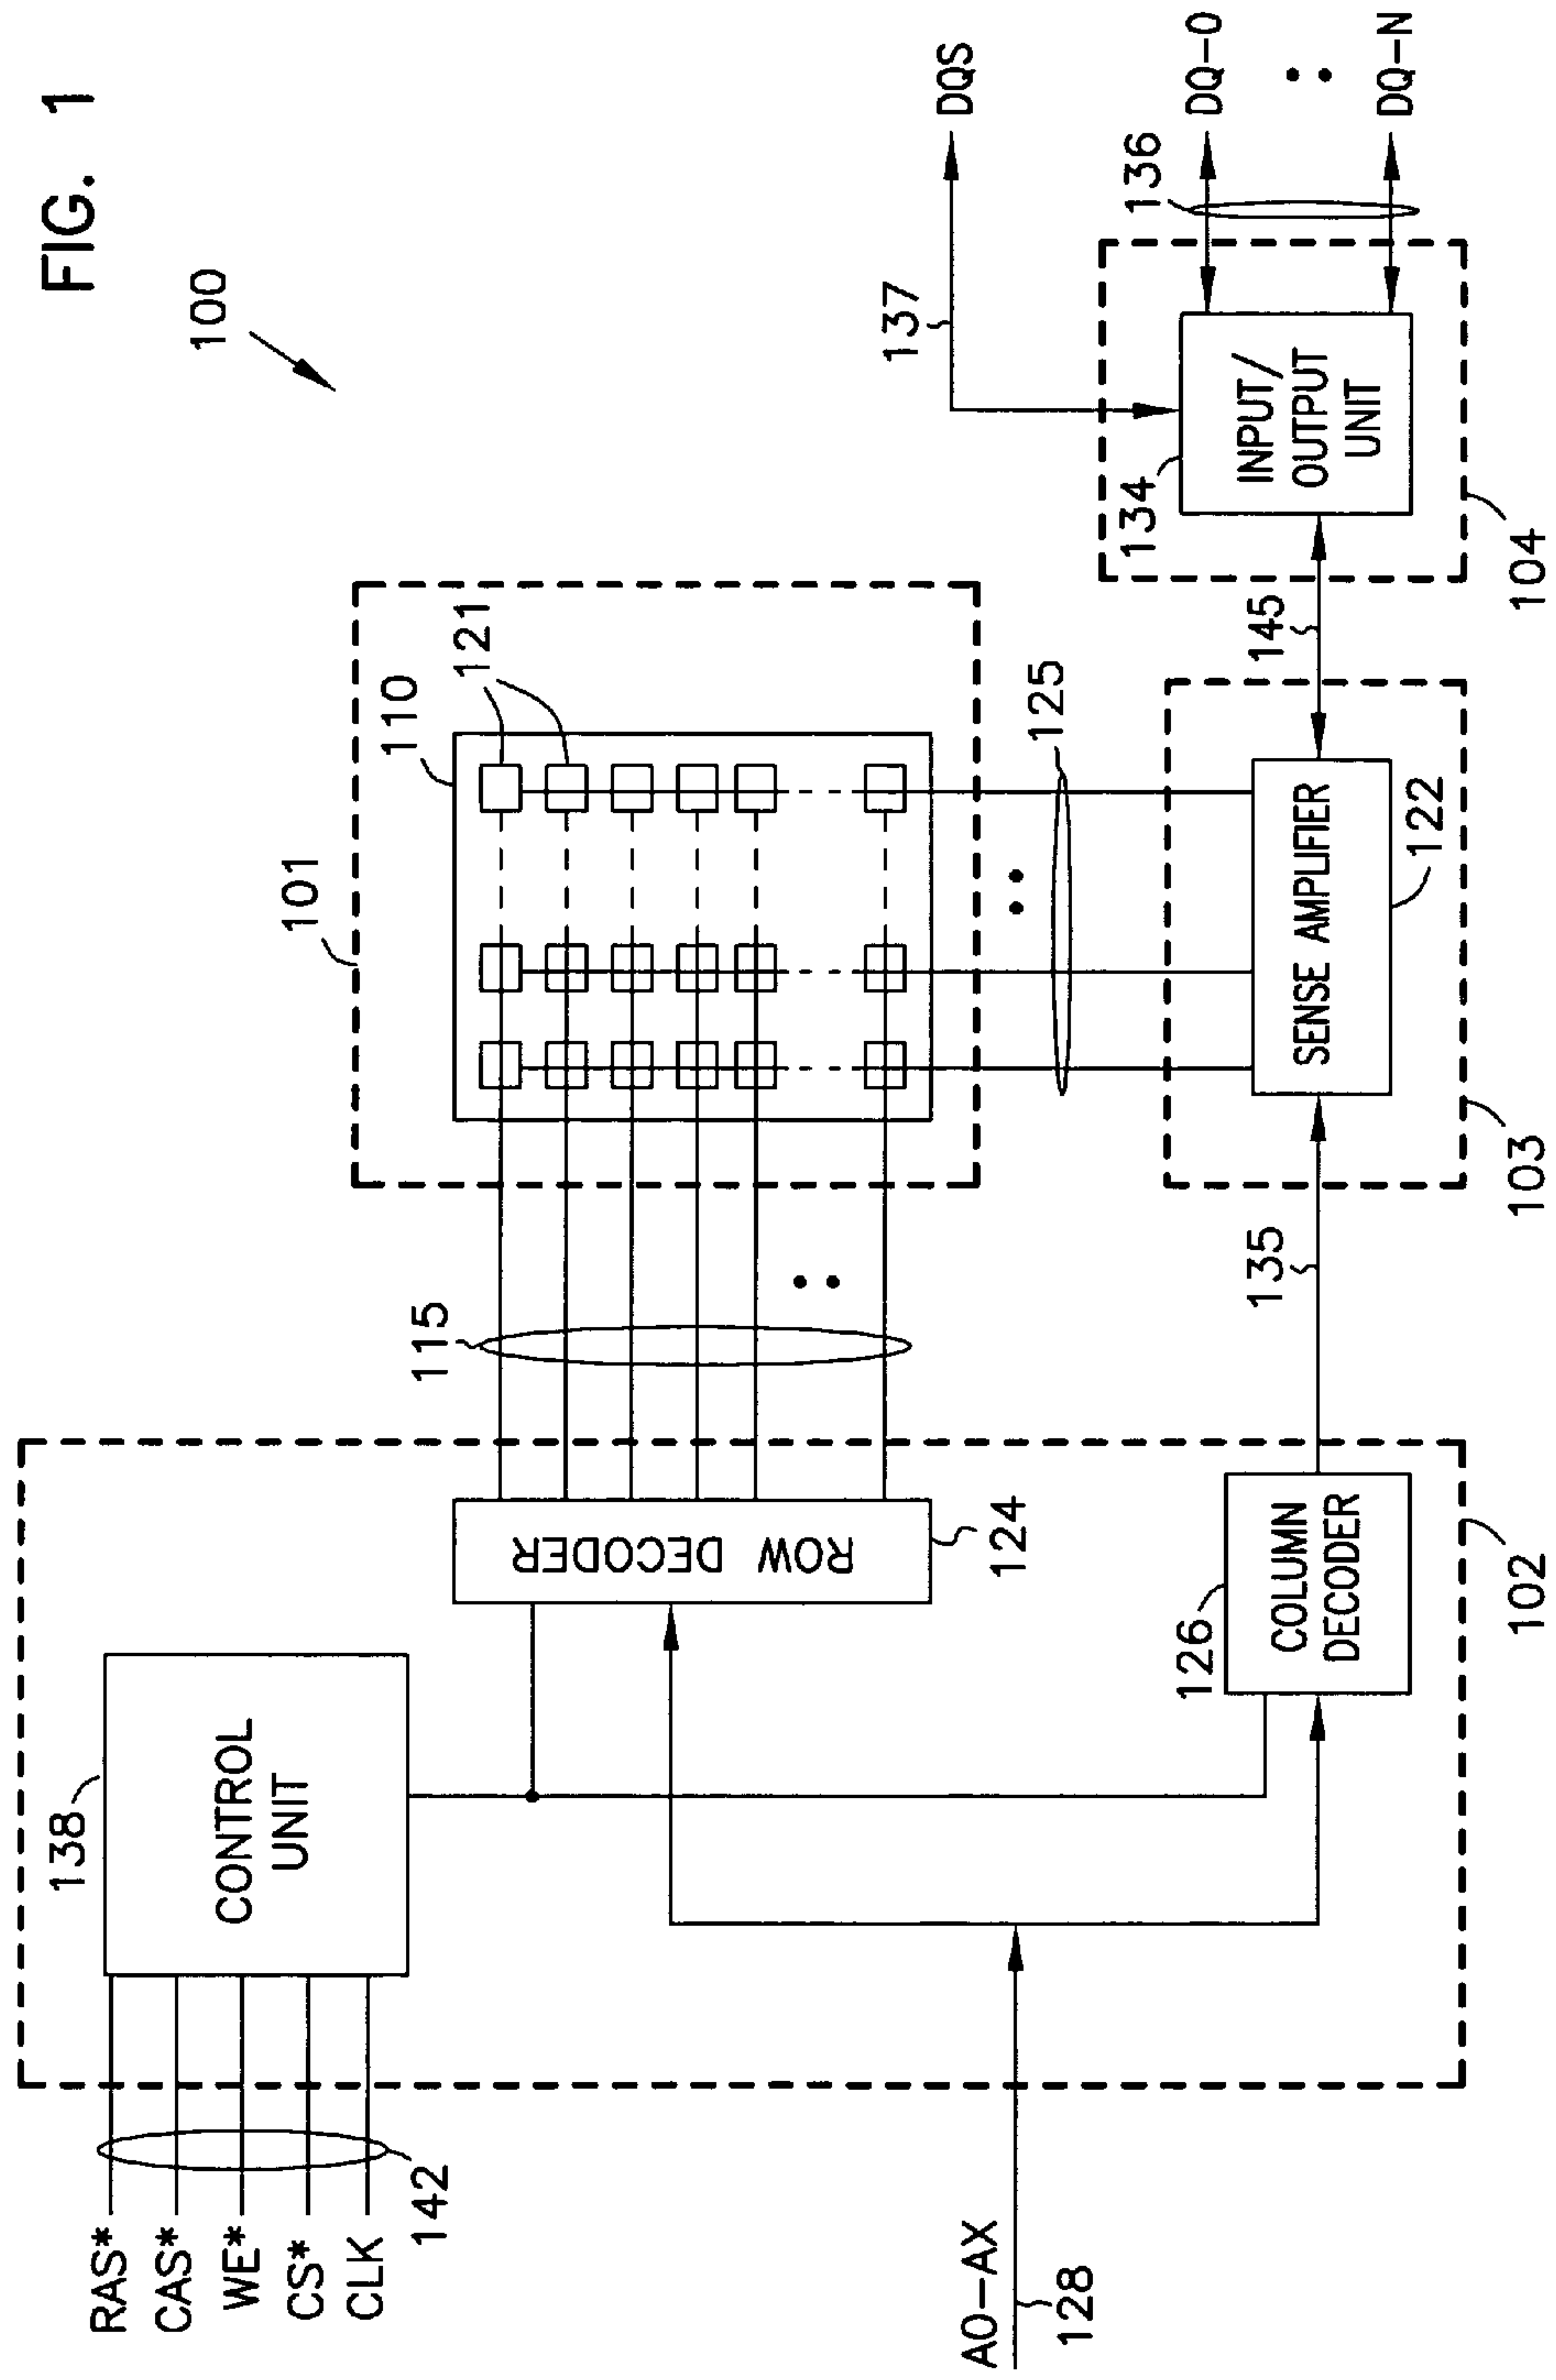 FIG. 1
100
RAS*
CAS*
WE*
CS*
CLK
142
138
CONTROL
UNIT
A0-AX
128
ROW DECODER
124
126
COLUMN
DECODER
102
115
101
110
121
125
135
SENSE AMPLIFIER
122
103
145
134
INPUT/
OUTPUT
UNIT
104
137
DQS
136
DQ-0
DQ-N